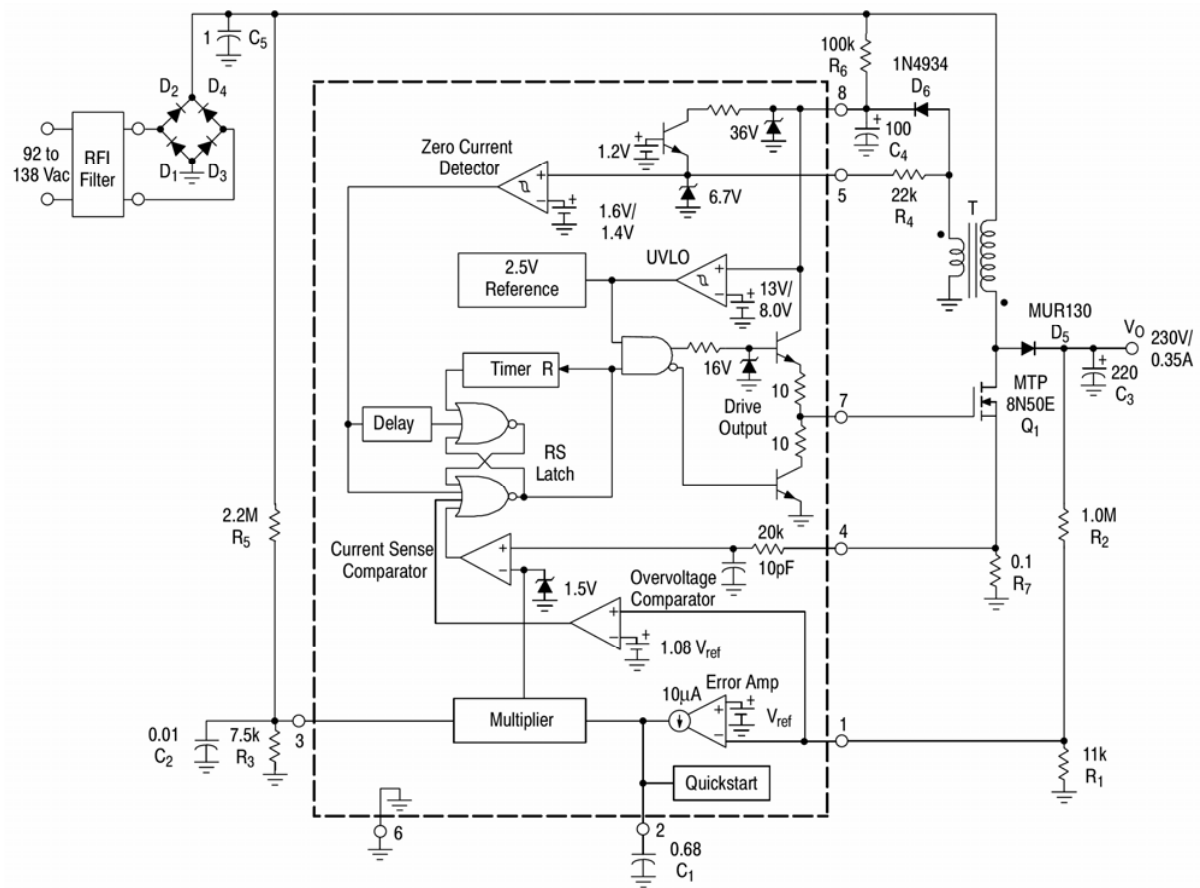 1
C5
D2
D4
D1
D3
92 to
138 Vac
RFI
Filter
100k
R6
1N4934
D6
8
100
C4
36V
1.2V
Zero Current
Detector
+
−
1.6V/
1.4V
6.7V
5
22k
R4
T
2.5V
Reference
UVLO
+
−
13V/
8.0V
MUR130
D5
VO
230V/
0.35A
220
C3
Timer R
16V
10
Drive
Output
10
7
MTP
8N50E
Q1
Delay
RS
Latch
2.2M
R5
1.0M
R2
20k
10pF
4
0.1
R7
Current Sense
Comparator
+
−
1.5V
Overvoltage
Comparator
+
−
1.08 Vref
Error Amp
10μA
+
−
Vref
1
Multiplier
0.01
C2
7.5k
R3
3
11k
R1
Quickstart
6
2
0.68
C1